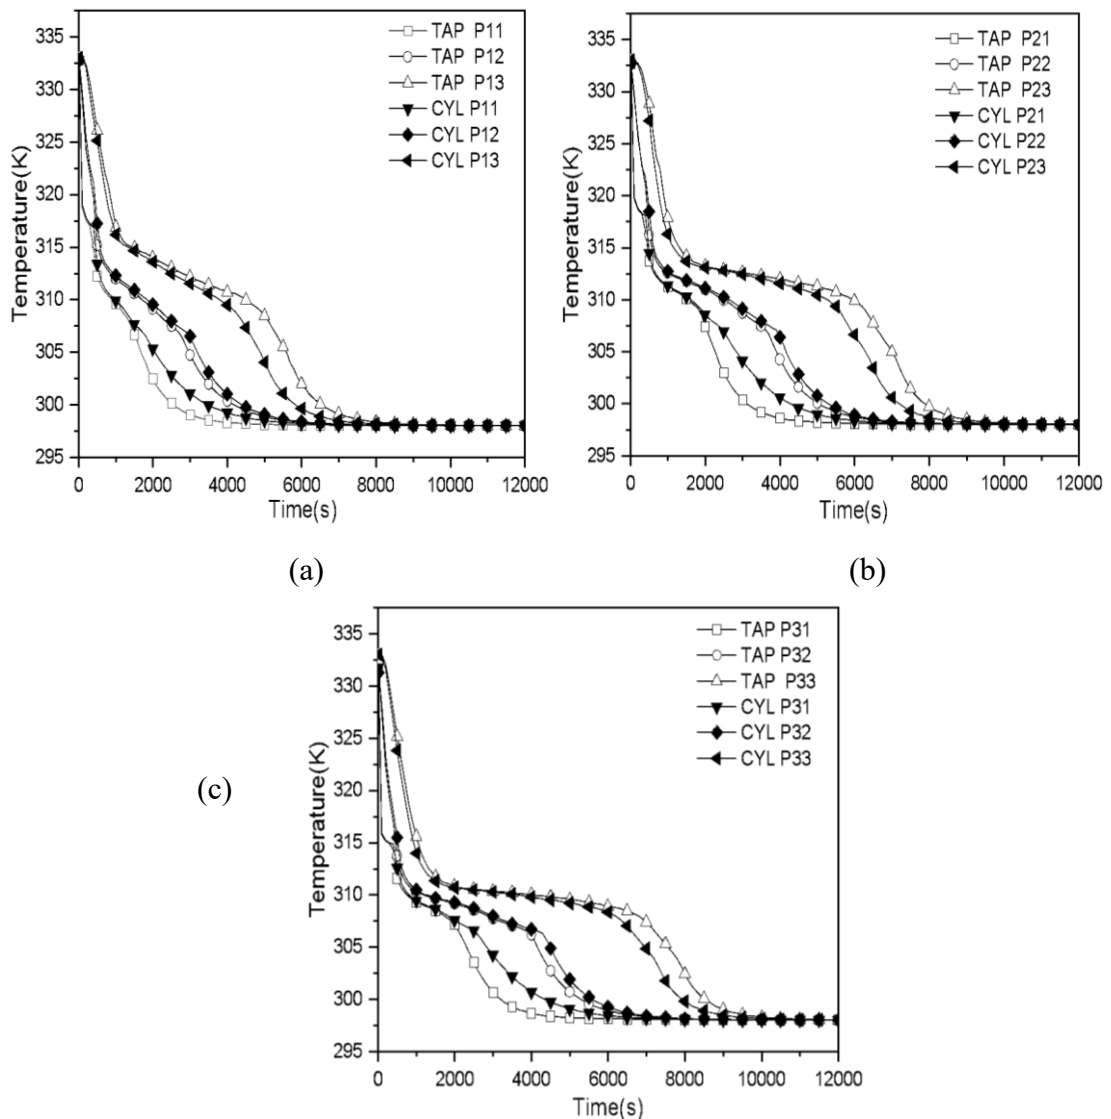 TAP P11
TAP P12
TAP P13
CYL P11
CYL P12
CYL P13
335
330
325
320
315
310
305
300
295
Temperature(K)
0 2000 4000 6000 8000 10000 12000
Time(s)
(a)
TAP P21
TAP P22
TAP P23
CYL P21
CYL P22
CYL P23
335
330
325
320
315
310
305
300
295
Temperature(K)
0 2000 4000 6000 8000 10000 12000
Time(s)
(b)
(c)
TAP P31
TAP P32
TAP P33
CYL P31
CYL P32
CYL P33
335
330
325
320
315
310
305
300
295
Temperature(K)
0 2000 4000 6000 8000 10000 12000
Time(s)